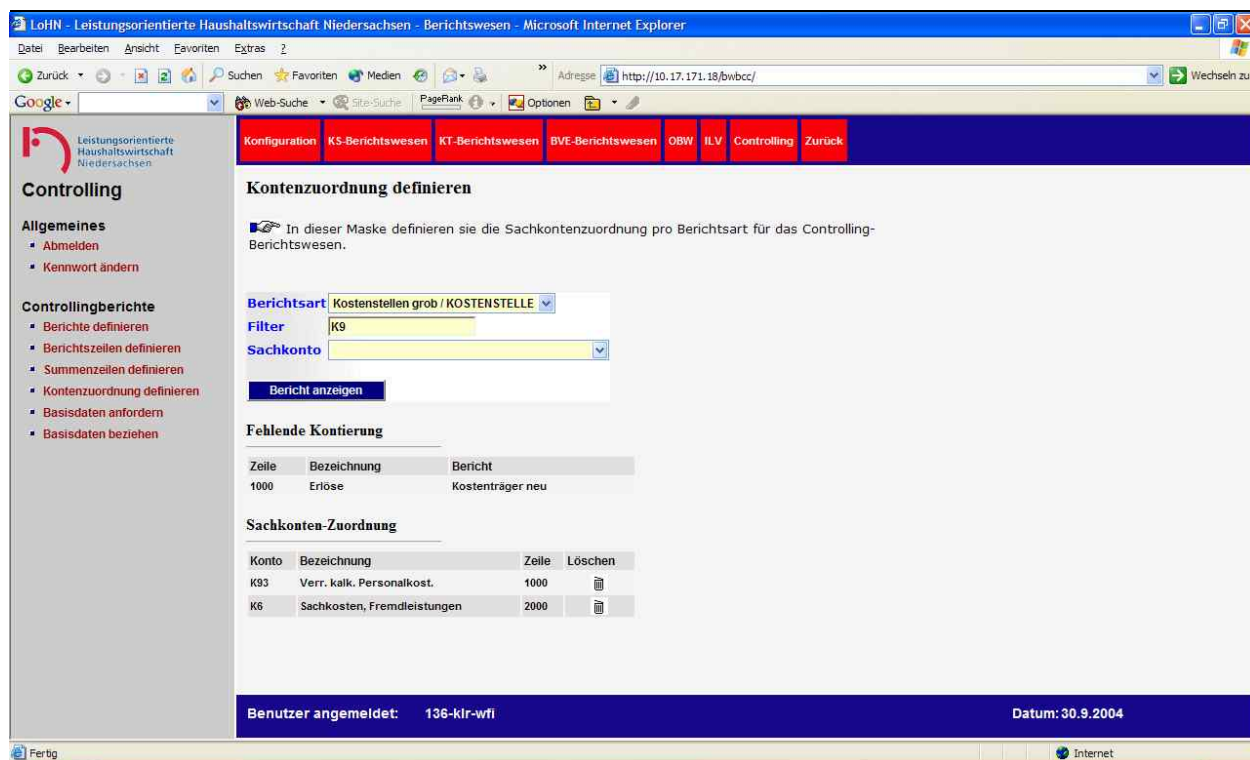 LoHN - Leistungsorientierte Haushaltswirtschaft Niedersachsen - Berichtswesen - Microsoft Internet Explorer
Datei Bearbeiten Ansicht Favoriten Extras ?
Zurück Suchen Favoriten Medien » Adresse http://10.17.171.18/bwbcc/ Wechseln zu
Google Web-Suche Site-Suche PageRank Optionen
Leistungsorientierte
Haushaltswirtschaft
Niedersachsen
Konfiguration KS-Berichtswesen KT-Berichtswesen BVE-Berichtswesen OBW ILV Controlling Zurück
Controlling
Allgemeines
Abmelden
Kennwort ändern
Controllingberichte
Berichte definieren
Berichtszeilen definieren
Summenzeilen definieren
Kontenzuordnung definieren
Basisdaten anfordern
Basisdaten beziehen
Kontenzuordnung definieren
In dieser Maske definieren sie die Sachkontenzuordnung pro Berichtsart für das Controlling-
Berichtswesen.
Berichtsart Kostenstellen grob / KOSTENSTELLE
Filter K9
Sachkonto
Bericht anzeigen
Fehlende Kontierung
Zeile Bezeichnung Bericht
1000 Erlöse Kostenträger neu
Sachkonten-Zuordnung
Konto Bezeichnung Zeile Löschen
K93 Verr. kalk. Personalkost. 1000
K6 Sachkosten, Fremdleistungen 2000
Benutzer angemeldet: 136-klr-wfi Datum: 30.9.2004
Fertig Internet